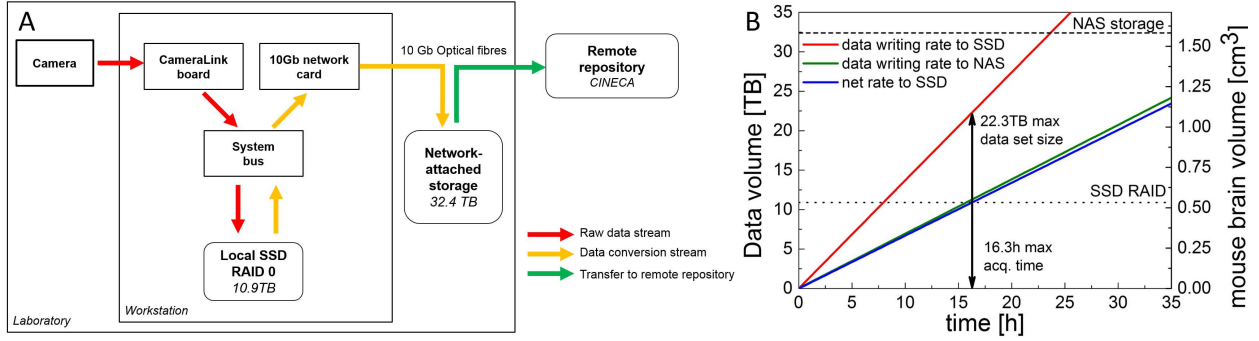 A
Camera
CameraLink
board
10Gb network
card
System
bus
Local SSD
RAID 0
10.9TB
Workstation
Laboratory
10 Gb Optical fibres
Network-
attached
storage
32.4 TB
Remote
repository
CINECA
Raw data stream
Data conversion stream
Transfer to remote repository
B
Data volume [TB]
35
30
25
20
15
10
5
0
NAS storage
data writing rate to SSD
data writing rate to NAS
net rate to SSD
22.3TB max
data set size
SSD RAID
16.3h max
acq. time
0 5 10 15 20 25 30 35
time [h]
1.50
1.25
1.00
0.75
0.50
0.25
0.00
mouse brain volume [cm³]